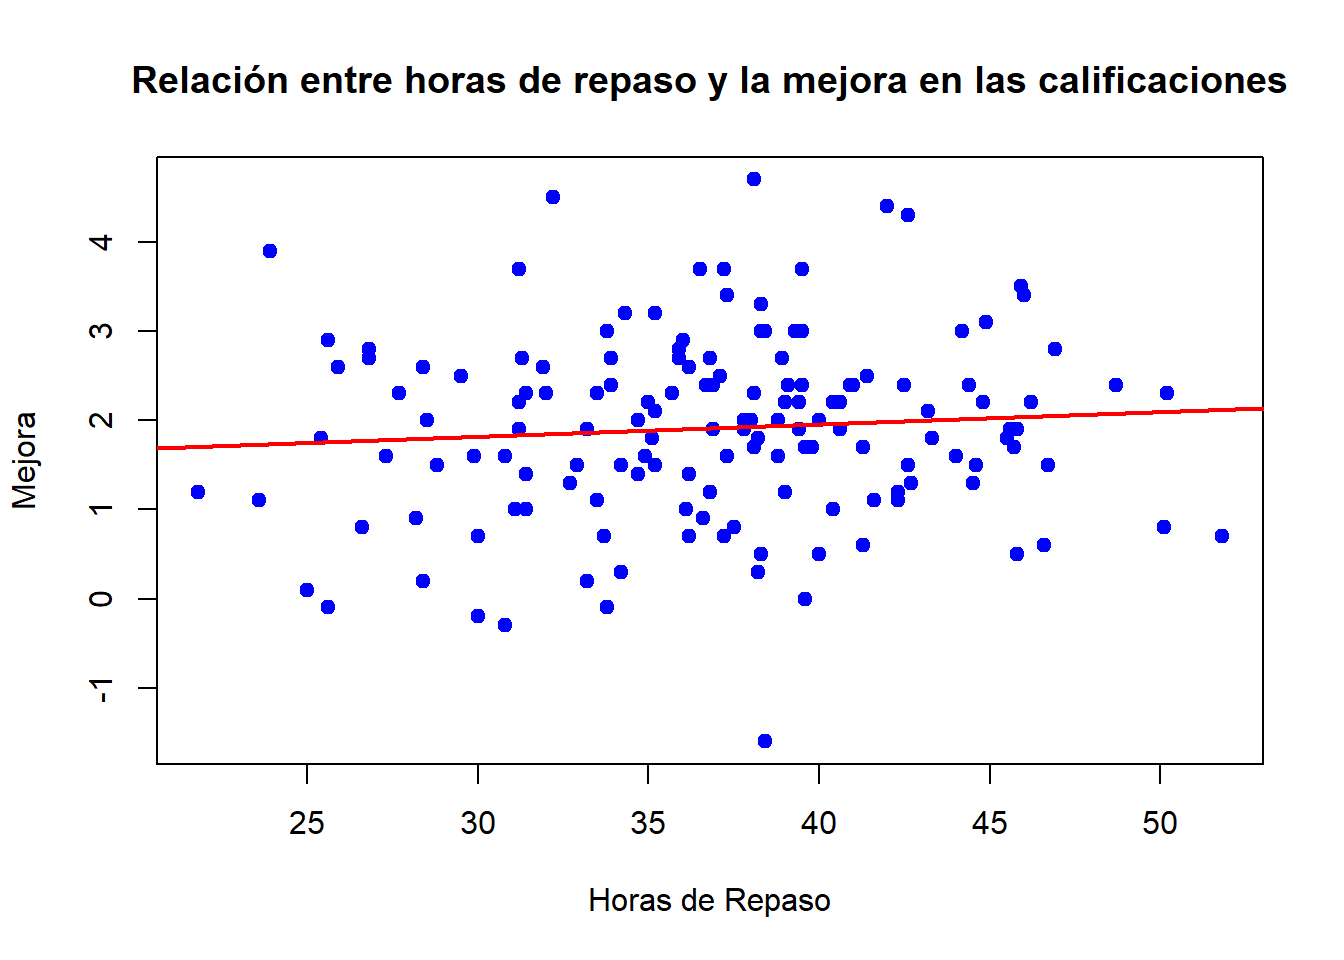 Relación entre horas de repaso y la mejora en las calificaciones
Mejora
4
3
2
1
0
-1
25 30 35 40 45 50
Horas de Repaso